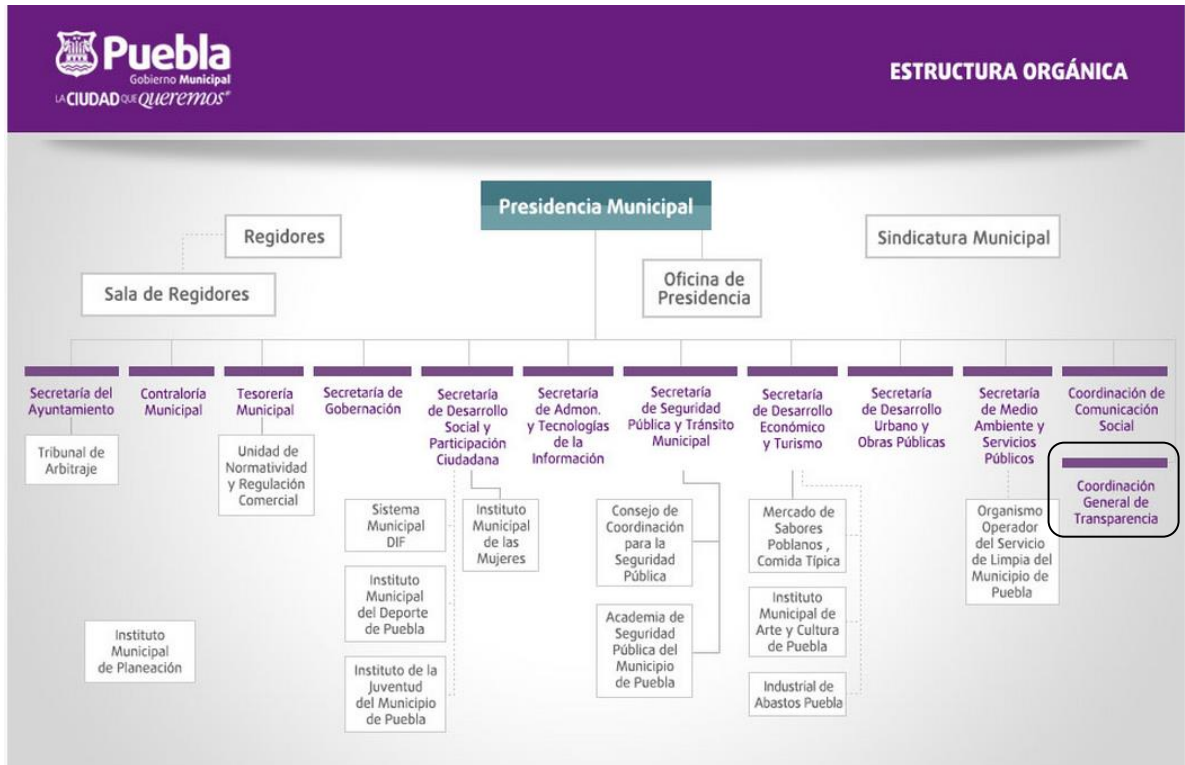 Puebla
Gobierno Municipal
LA CIUDAD QUE queremos
ESTRUCTURA ORGÁNICA
Presidencia Municipal
Regidores
Sindicatura Municipal
Sala de Regidores
Oficina de
Presidencia
Secretaría del
Ayuntamiento
Tribunal de
Arbitraje
Contraloría
Municipal
Tesorería
Municipal
Unidad de
Normatividad
y Regulación
Comercial
Secretaría de
Gobernación
Secretaría
de Desarrollo
Social y
Participación
Ciudadana
Sistema
Municipal
DIF
Instituto
Municipal
de las
Mujeres
Instituto
Municipal
del Deporte
de Puebla
Instituto de la
Juventud
del Municipio
de Puebla
Secretaría
de Admon.
y Tecnologías
de la
Información
Secretaría
de Seguridad
Pública y Tránsito
Municipal
Consejo de
Coordinación
para la
Seguridad
Pública
Academia de
Seguridad
Pública del
Municipio
de Puebla
Secretaría
de Desarrollo
Económico
y Turismo
Mercado de
Sabores
Poblanos ,
Comida Típica
Instituto
Municipal de
Arte y Cultura
de Puebla
Industrial de
Abastos Puebla
Secretaría
de Desarrollo
Urbano y
Obras Públicas
Secretaría
de Medio
Ambiente y
Servicios
Públicos
Organismo
Operador
del Servicio
de Limpia del
Municipio de
Puebla
Coordinación de
Comunicación
Social
Coordinación
General de
Transparencia
Instituto
Municipal
de Planeación